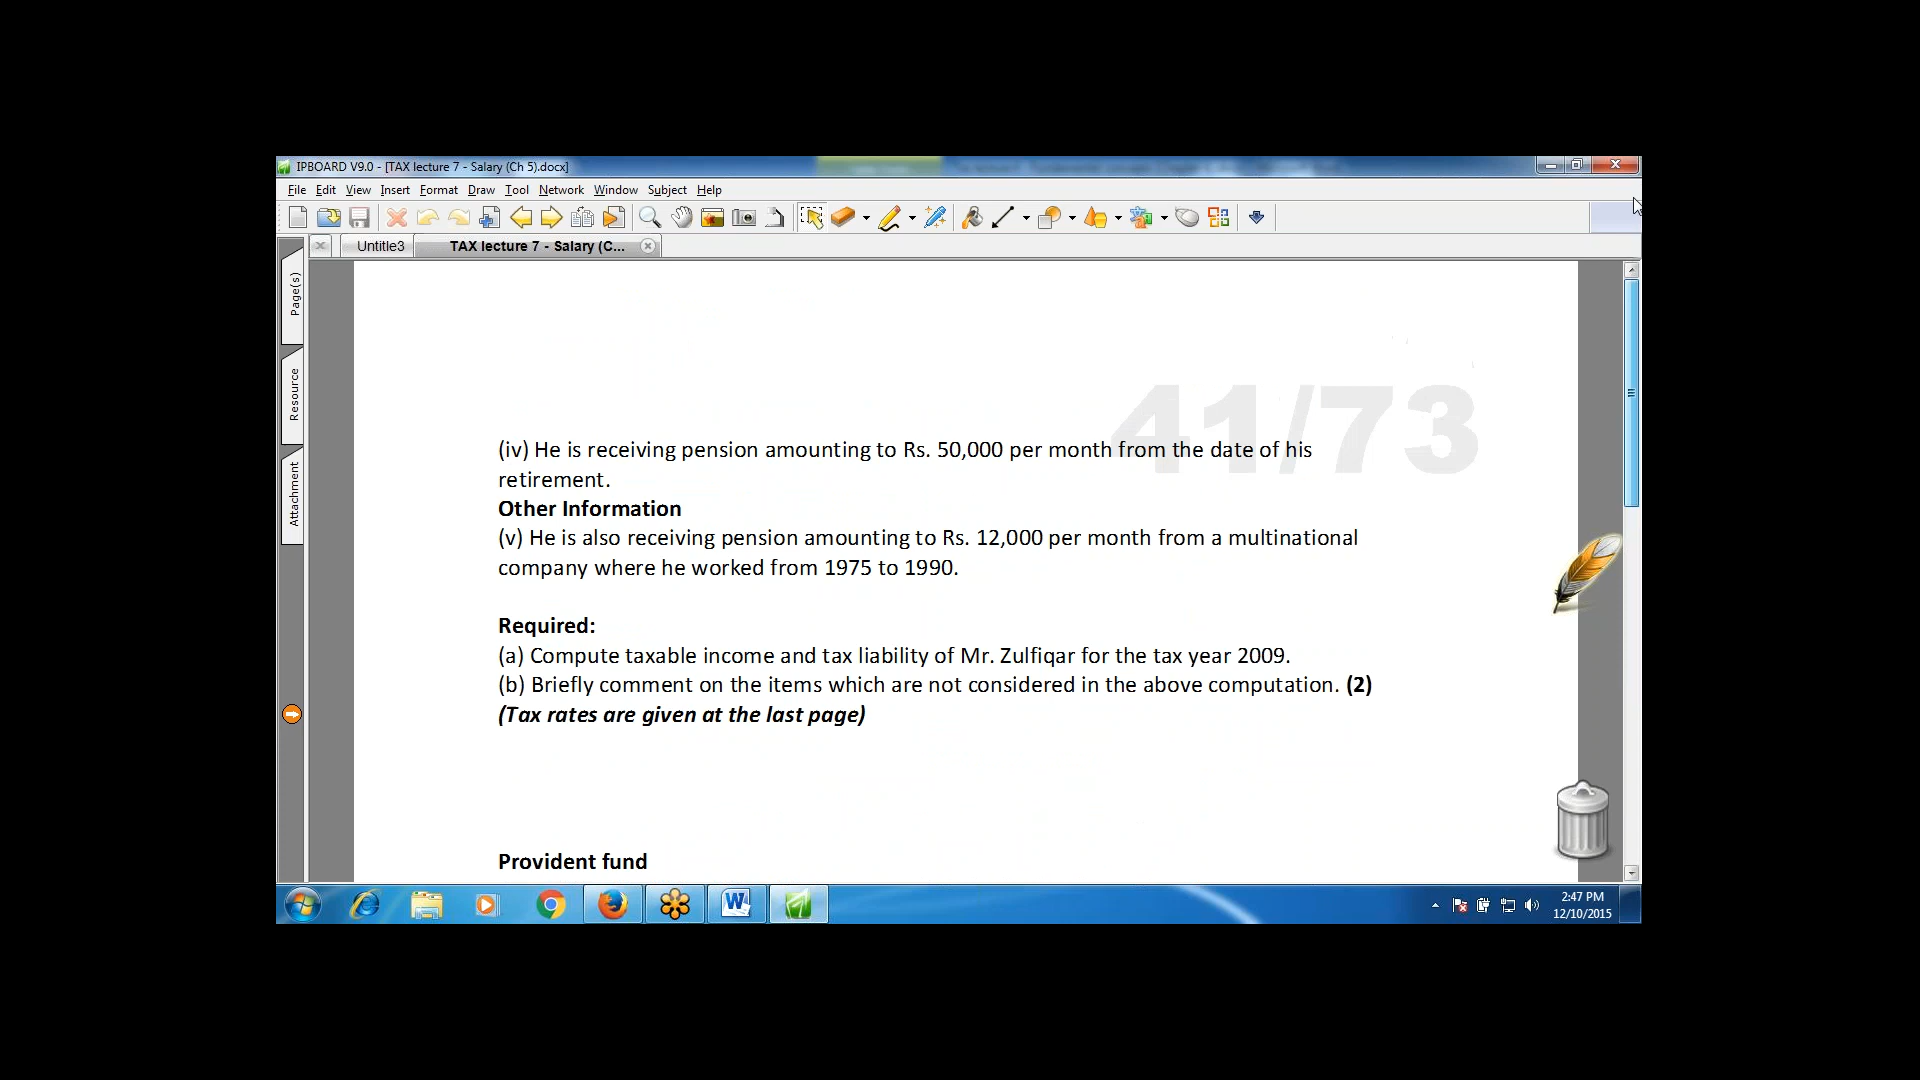 IPBOARD V9.0 - [TAX lecture 7 - Salary (Ch 5).docx]
File Edit View Insert Format Draw Tool Network Window Subject Help
Untitle3 TAX lecture 7 - Salary (C...
Page(s)
Resource
Attachment
41/73
(iv) He is receiving pension amounting to Rs. 50,000 per month from the date of his
retirement.
Other Information
(v) He is also receiving pension amounting to Rs. 12,000 per month from a multinational
company where he worked from 1975 to 1990.
Required:
(a) Compute taxable income and tax liability of Mr. Zulfiqar for the tax year 2009.
(b) Briefly comment on the items which are not considered in the above computation. (2)
(Tax rates are given at the last page)
Provident fund
2:47 PM
12/10/2015